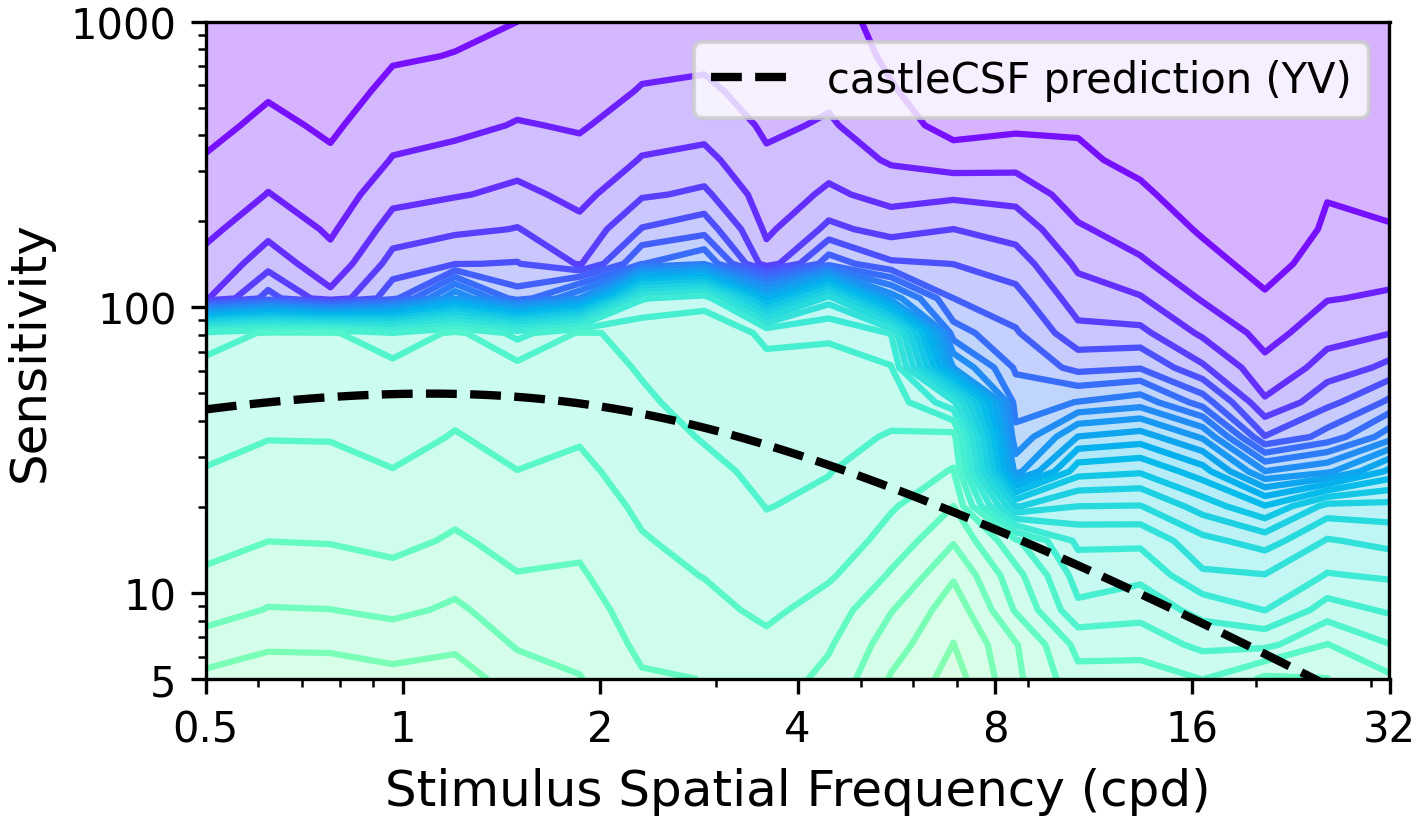 1000
castleCSF prediction (YV)
Sensitivity
100
10
5
0.5 1 2 4 8 16 32
Stimulus Spatial Frequency (cpd)